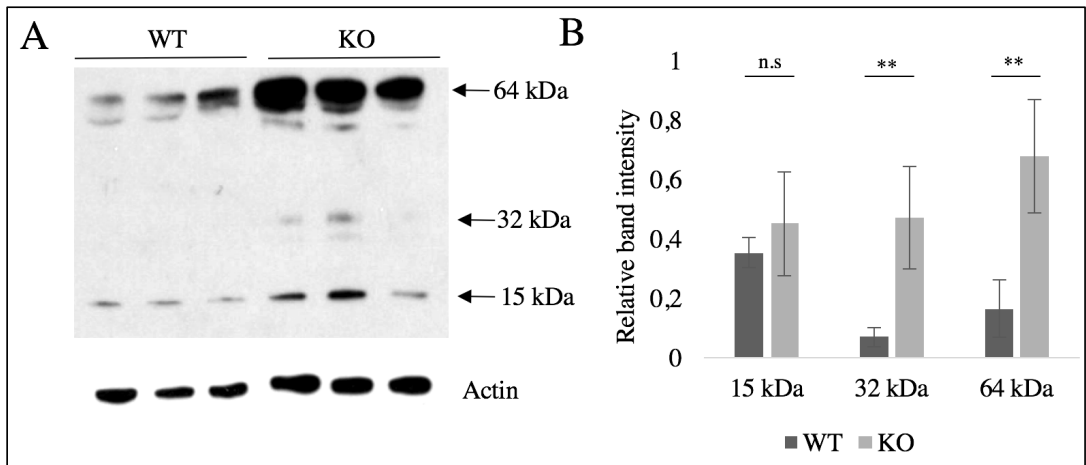 A
WT
KO
64 kDa
32 kDa
15 kDa
Actin
B
Relative band intensity
1
0,8
0,6
0,4
0,2
0
n.s
**
**
15 kDa
32 kDa
64 kDa
WT
KO